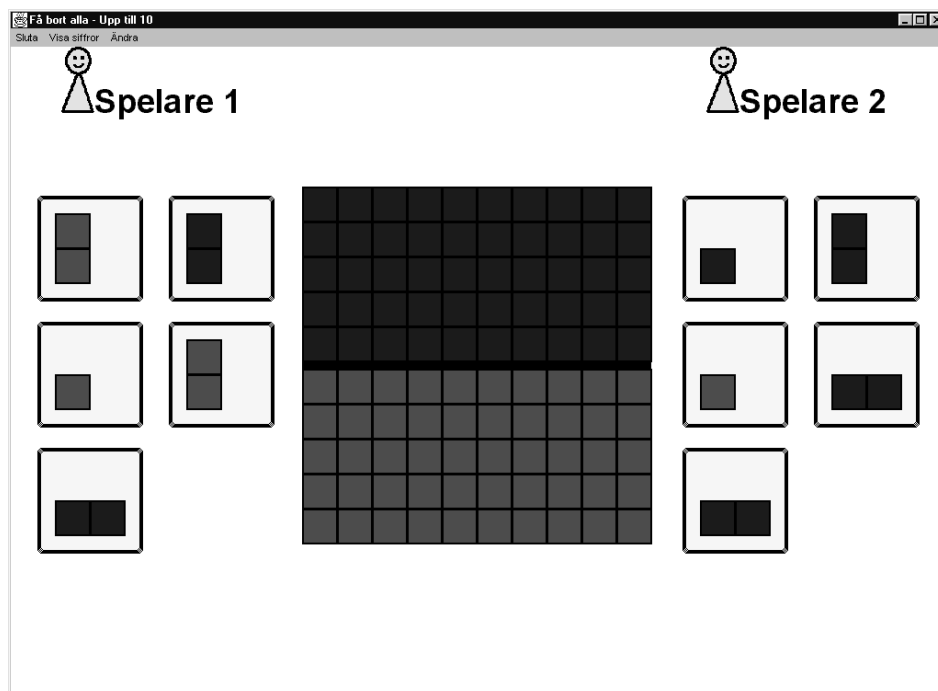 Få bort alla - Upp till 10
Sluta Visa siffror Ändra
Spelare 1
Spelare 2